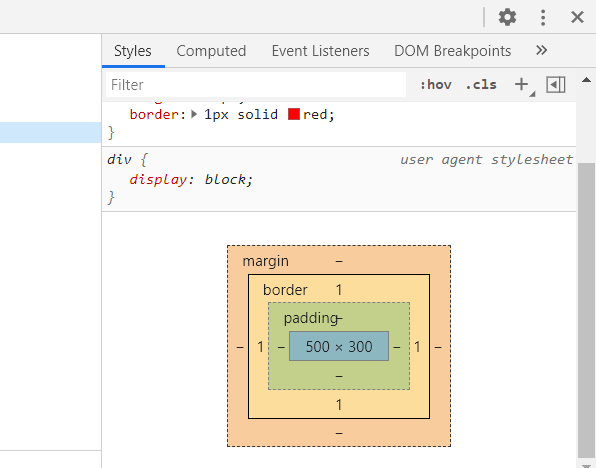 Styles Computed Event Listeners DOM Breakpoints »
Filter :hov .cls +
border: 1px solid red;
}
div { user agent stylesheet
display: block;
}
margin –
border 1
padding –
– 1 – 500 × 300 – 1 –
–
1
–